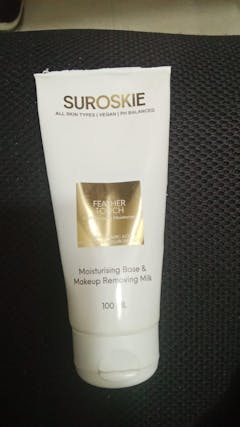 SUROSKIE
ALL SKIN TYPES | VEGAN | PH BALANCED
FEATHER
TOUCH
Moisturising Base &
Makeup Removing Milk
100 ML